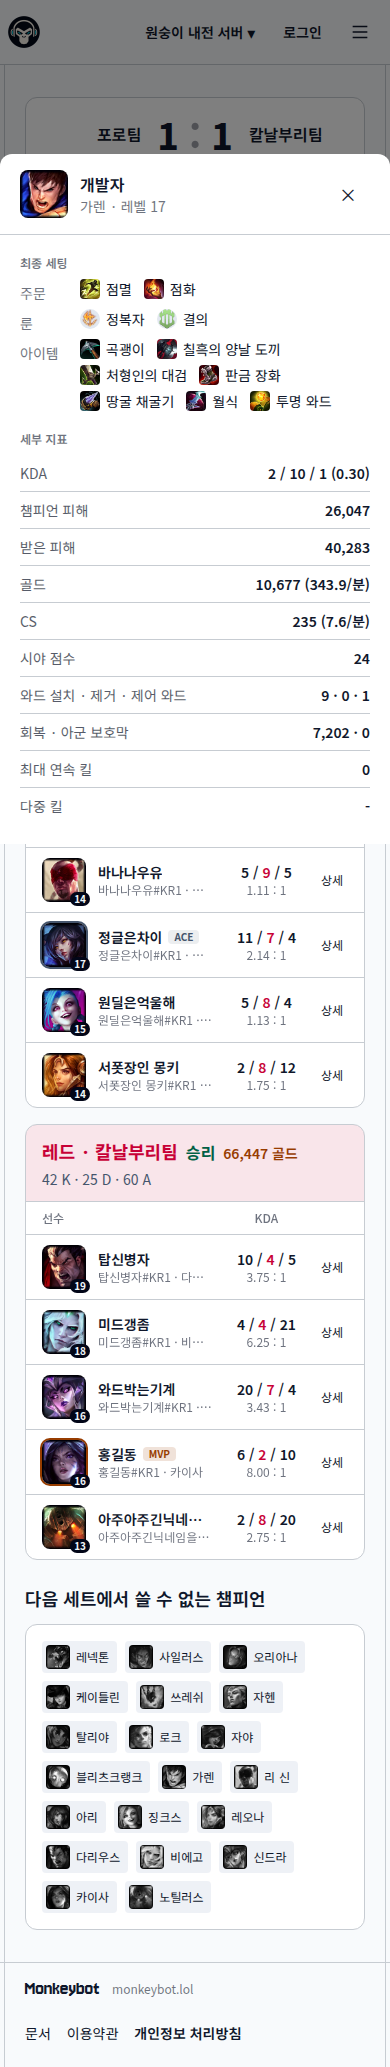 원숭이 내전 서버 ▾ 로그인
포로팀 1 : 1 칼날부리팀
개발자
가렌 · 레벨 17
최종 세팅
주문 점멸 점화
룬 정복자 결의
아이템 곡괭이 칠흑의 양날 도끼
처형인의 대검 판금 장화
땅굴 채굴기 월식 투명 와드
세부 지표
KDA 2 / 10 / 1 (0.30)
챔피언 피해 26,047
받은 피해 40,283
골드 10,677 (343.9/분)
CS 235 (7.6/분)
시야 점수 24
와드 설치 · 제거 · 제어 와드 9 · 0 · 1
회복 · 아군 보호막 7,202 · 0
최대 연속 킬 0
다중 킬 -
바나나우유 5 / 9 / 5 상세
14 바나나우유#KR1 · … 1.11 : 1
정글은차이 ACE 11 / 7 / 4 상세
17 정글은차이#KR1 · … 2.14 : 1
원딜은억울해 5 / 8 / 4 상세
15 원딜은억울해#KR1 · … 1.13 : 1
서폿장인 몽키 2 / 8 / 12 상세
14 서폿장인 몽키#KR1 … 1.75 : 1
레드 · 칼날부리팀 승리 66,447 골드
42 K · 25 D · 60 A
선수 KDA
탑신병자 10 / 4 / 5 상세
19 탑신병자#KR1 · 다… 3.75 : 1
미드갱좀 4 / 4 / 21 상세
18 미드갱좀#KR1 · 비… 6.25 : 1
와드박는기계 20 / 7 / 4 상세
16 와드박는기계#KR1 · … 3.43 : 1
홍길동 MVP 6 / 2 / 10 상세
16 홍길동#KR1 · 카이사 8.00 : 1
아주아주긴닉네… 2 / 8 / 20 상세
13 아주아주긴닉네임을… 2.75 : 1
다음 세트에서 쓸 수 없는 챔피언
레넥톤 사일러스 오리아나
케이틀린 쓰레쉬 자헨
탈리야 로크 자야
블리츠크랭크 가렌 리 신
아리 징크스 레오나
다리우스 비에고 신드라
카이사 노틸러스
Monkeybot monkeybot.lol
문서 이용약관 개인정보 처리방침